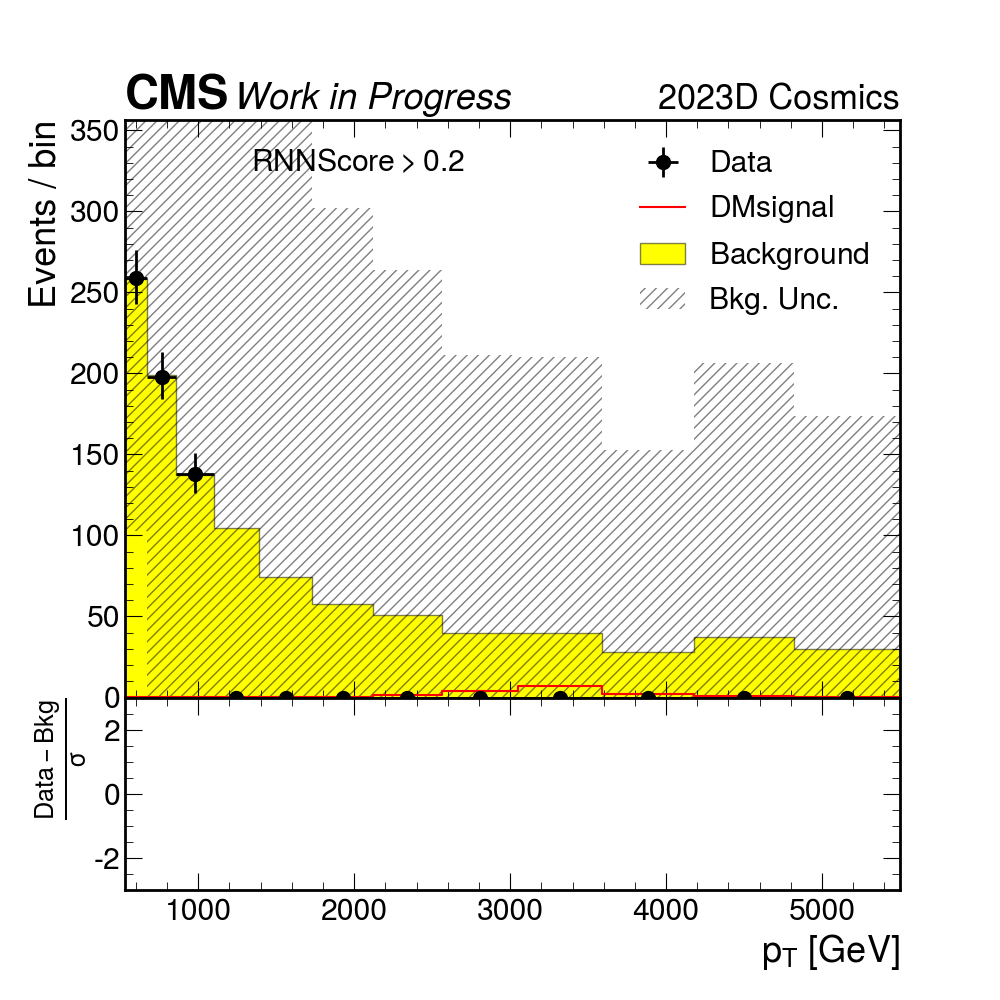 CMS Work in Progress 2023D Cosmics
Events / bin
350
300
250
200
150
100
50
0
RNNScore > 0.2
Data
DMsignal
Background
Bkg. Unc.
Data − Bkg
σ
2
0
-2
1000 2000 3000 4000 5000
pT [GeV]